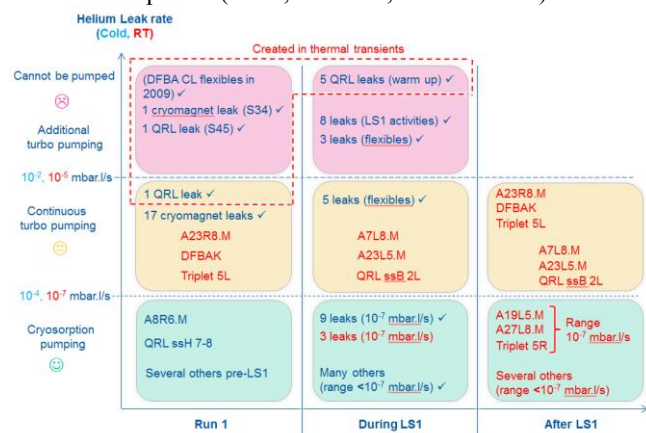 Helium Leak rate
(Cold, RT)
Created in thermal transients
Cannot be pumped
Additional
turbo pumping
10-2, 10-5 mbar.l/s
Continuous
turbo pumping
10-4, 10-7 mbar.l/s
Cryosorption
pumping
(DFBA CL flexibles in
2009) ✓
1 cryomagnet leak (S34) ✓
1 QRL leak (S45) ✓
5 QRL leaks (warm up) ✓
8 leaks (LS1 activities) ✓
3 leaks (flexibles) ✓
1 QRL leak ✓
17 cryomagnet leaks ✓
A23R8.M
DFBAK
Triplet 5L
5 leaks (flexibles) ✓
A7L8.M
A23L5.M
QRL ssB 2L
A23R8.M
DFBAK
Triplet 5L
A7L8.M
A23L5.M
QRL ssB 2L
A8R6.M
QRL ssH 7-8
Several others pre-LS1
9 leaks (10-7 mbar.l/s) ✓
3 leaks (10-7 mbar.l/s)
Many others
(range <10-7 mbar.l/s) ✓
A19L5.M
A27L8.M
Triplet 5R
Range
10-7 mbar.l/s
Several others
(range <10-7 mbar.l/s)
Run 1
During LS1
After LS1